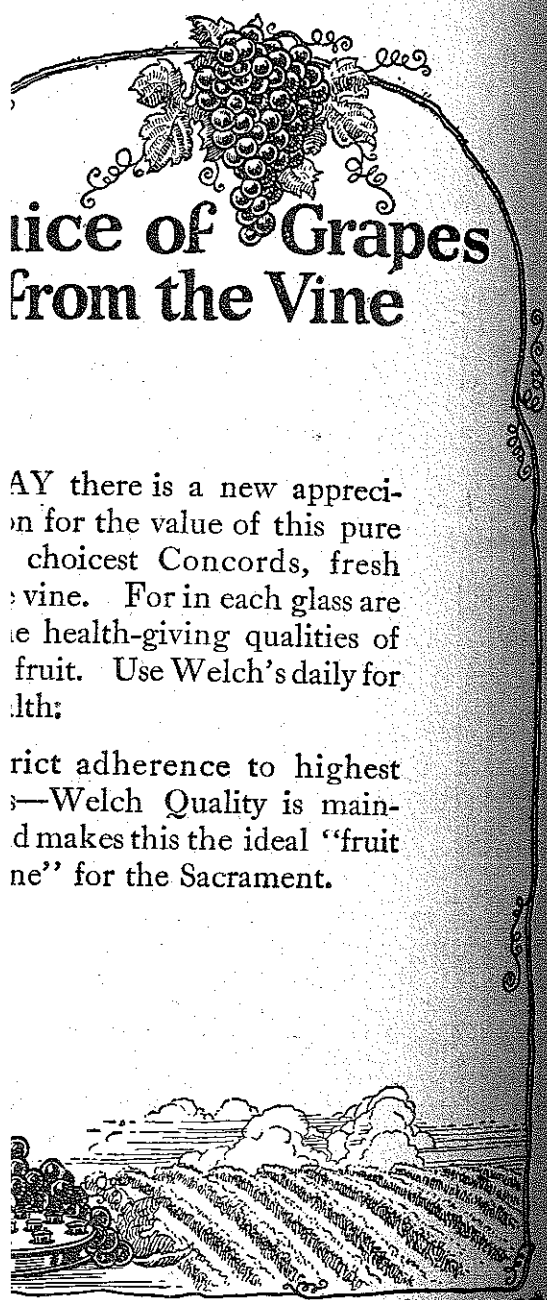 uice of Grapes
from the Vine
AY there is a new appreci-
on for the value of this pure
choicest Concords, fresh
vine. For in each glass are
e health-giving qualities of
fruit. Use Welch's daily for
lth:
rict adherence to highest
s—Welch Quality is main-
d makes this the ideal "fruit
ne" for the Sacrament.